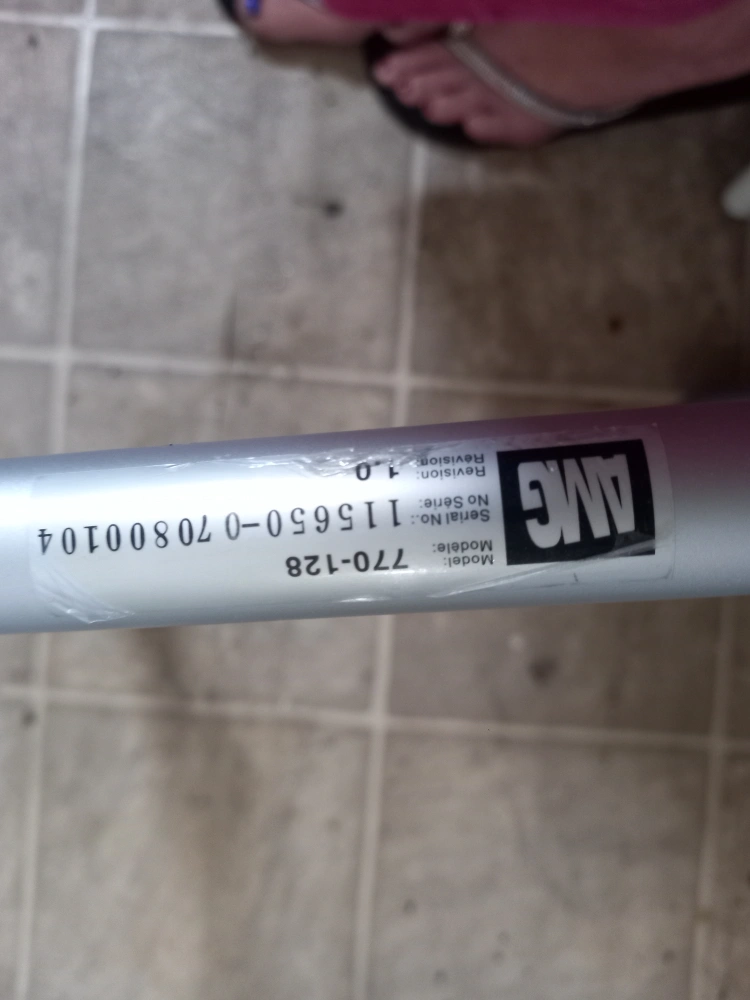 AMG
Model:
Modèle: 770-128
Serial No.:
No Série: 115650-070800104
Revision:
Révision: 1.0